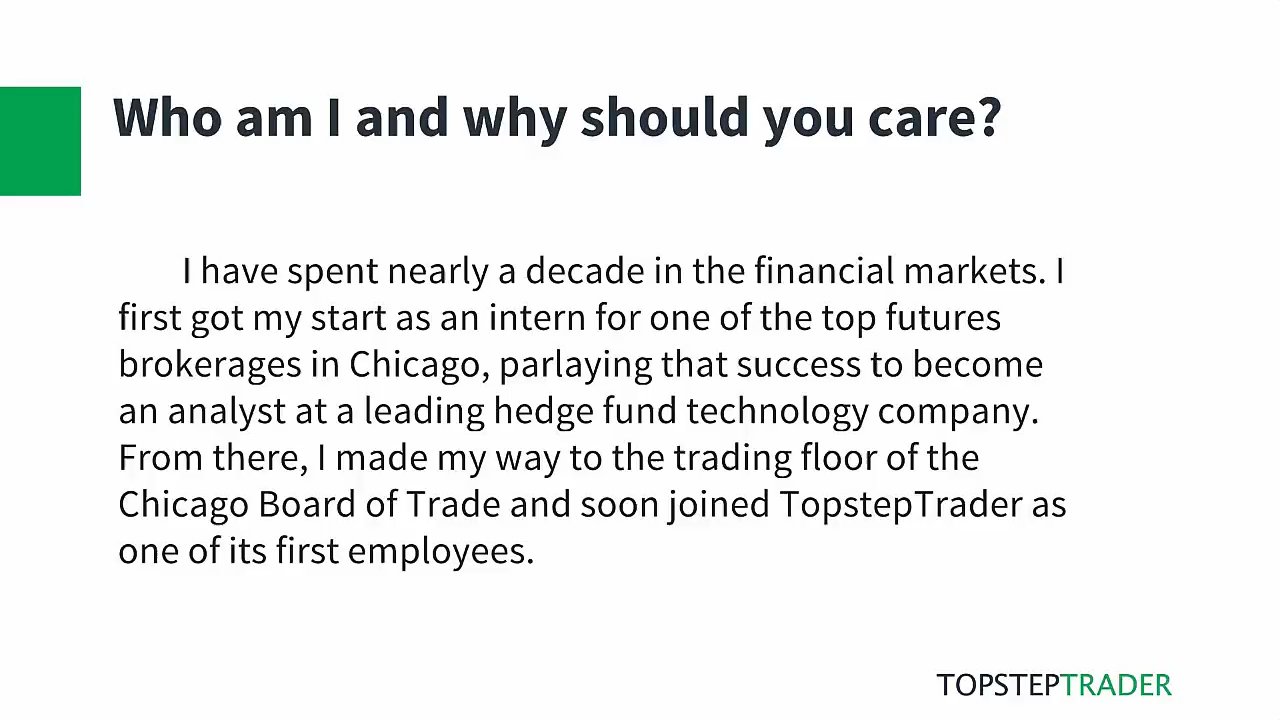 Who am I and why should you care?
I have spent nearly a decade in the financial markets. I
first got my start as an intern for one of the top futures
brokerages in Chicago, parlaying that success to become
an analyst at a leading hedge fund technology company.
From there, I made my way to the trading floor of the
Chicago Board of Trade and soon joined TopstepTrader as
one of its first employees.
TOPSTEPTRADER